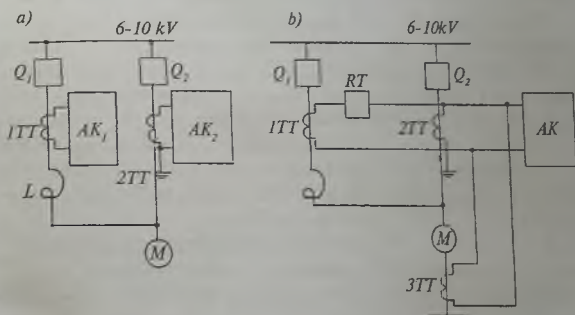 a) 6-10 kV
Q₁ Q₂
1TT AK₁ AK₂
L 2TT
M
b) 6-10kV
Q₁ RT Q₂
1TT 2TT AK
M
3TT